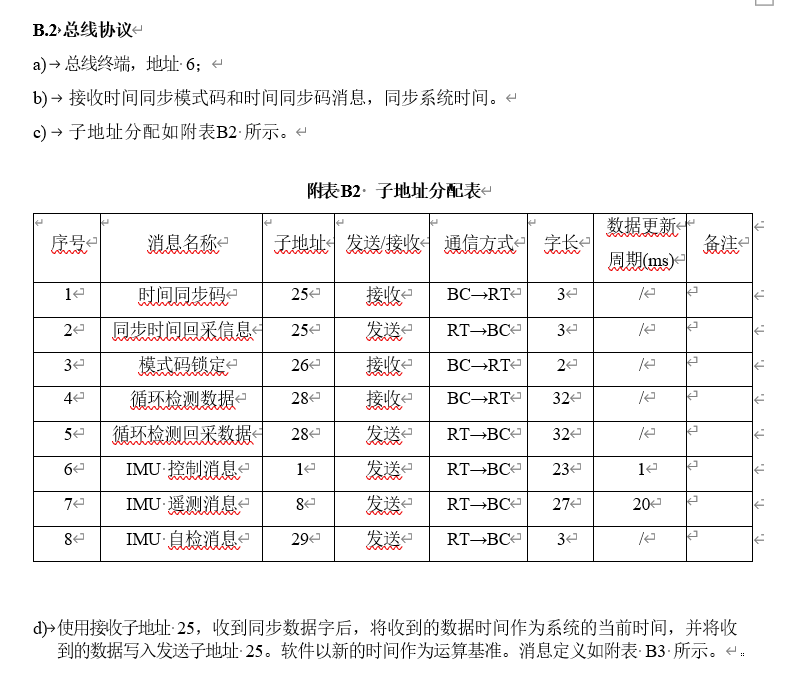 B.2 总线协议
a) 总线终端，地址 6；
b) 接收时间同步模式码和时间同步码消息，同步系统时间。
c) 子地址分配如附表B2 所示。
附表B2 子地址分配表
序号 消息名称 子地址 发送/接收 通信方式 字长 数据更新周期(ms) 备注
1 时间同步码 25 接收 BC→RT 3 /
2 同步时间回采信息 25 发送 RT→BC 3 /
3 模式码锁定 26 接收 BC→RT 2 /
4 循环检测数据 28 接收 BC→RT 32 /
5 循环检测回采数据 28 发送 RT→BC 32 /
6 IMU 控制消息 1 发送 RT→BC 23 1
7 IMU 遥测消息 8 发送 RT→BC 27 20
8 IMU 自检消息 29 发送 RT→BC 3 /
d) 使用接收子地址 25，收到同步数据字后，将收到的数据时间作为系统的当前时间，并将收
到的数据写入发送子地址 25。软件以新的时间作为运算基准。消息定义如附表 B3 所示。